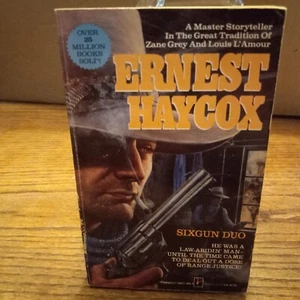 A Master Storyteller
In The Great Tradition Of
Zane Grey And Louis L'Amour
OVER
25
MILLION
BOOKS
SOLD!
ERNEST
HAYCOX
SIXGUN DUO
HE WAS A
LAW-ABIDIN' MAN—
UNTIL THE TIME CAME
TO DEAL OUT A DOSE
OF RANGE JUSTICE!